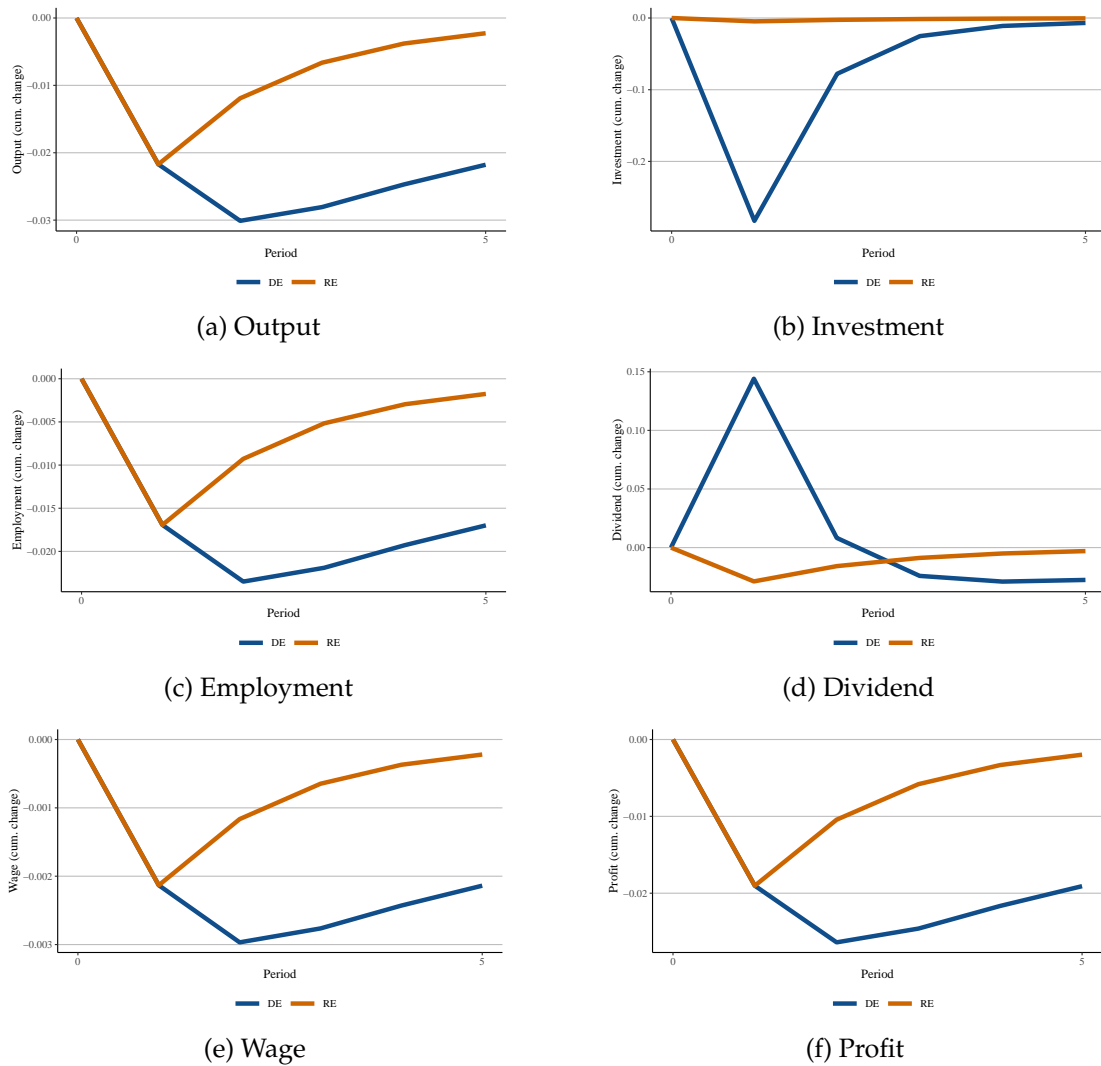 0.00
−0.01
−0.02
−0.03
Output (cum. change)
0
5
Period
DE RE
(a) Output
0.0
−0.1
−0.2
Investment (cum. change)
0
5
Period
DE RE
(b) Investment
0.000
−0.005
−0.010
−0.015
−0.020
Employment (cum. change)
0
5
Period
DE RE
(c) Employment
0.15
0.10
0.05
0.00
Dividend (cum. change)
0
5
Period
DE RE
(d) Dividend
0.000
−0.001
−0.002
−0.003
Wage (cum. change)
0
5
Period
DE RE
(e) Wage
0.00
−0.01
−0.02
Profit (cum. change)
0
5
Period
DE RE
(f) Profit